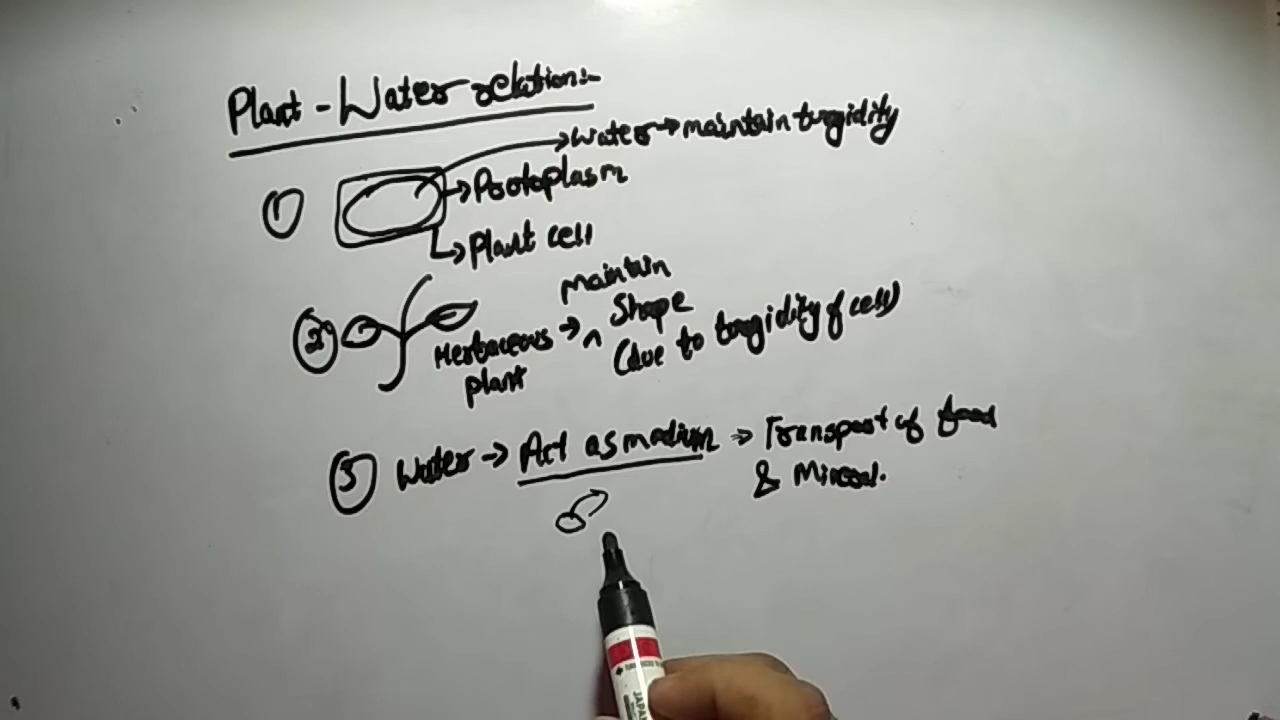 Plant - Water relation:-
① water → maintain turgidity
→ Protoplasm
→ Plant cell
② Herbaceous plant → maintain shape
(due to turgidity of cell)
③ Water → Act as medium → Transport of food
& Mineral.
JAPAN